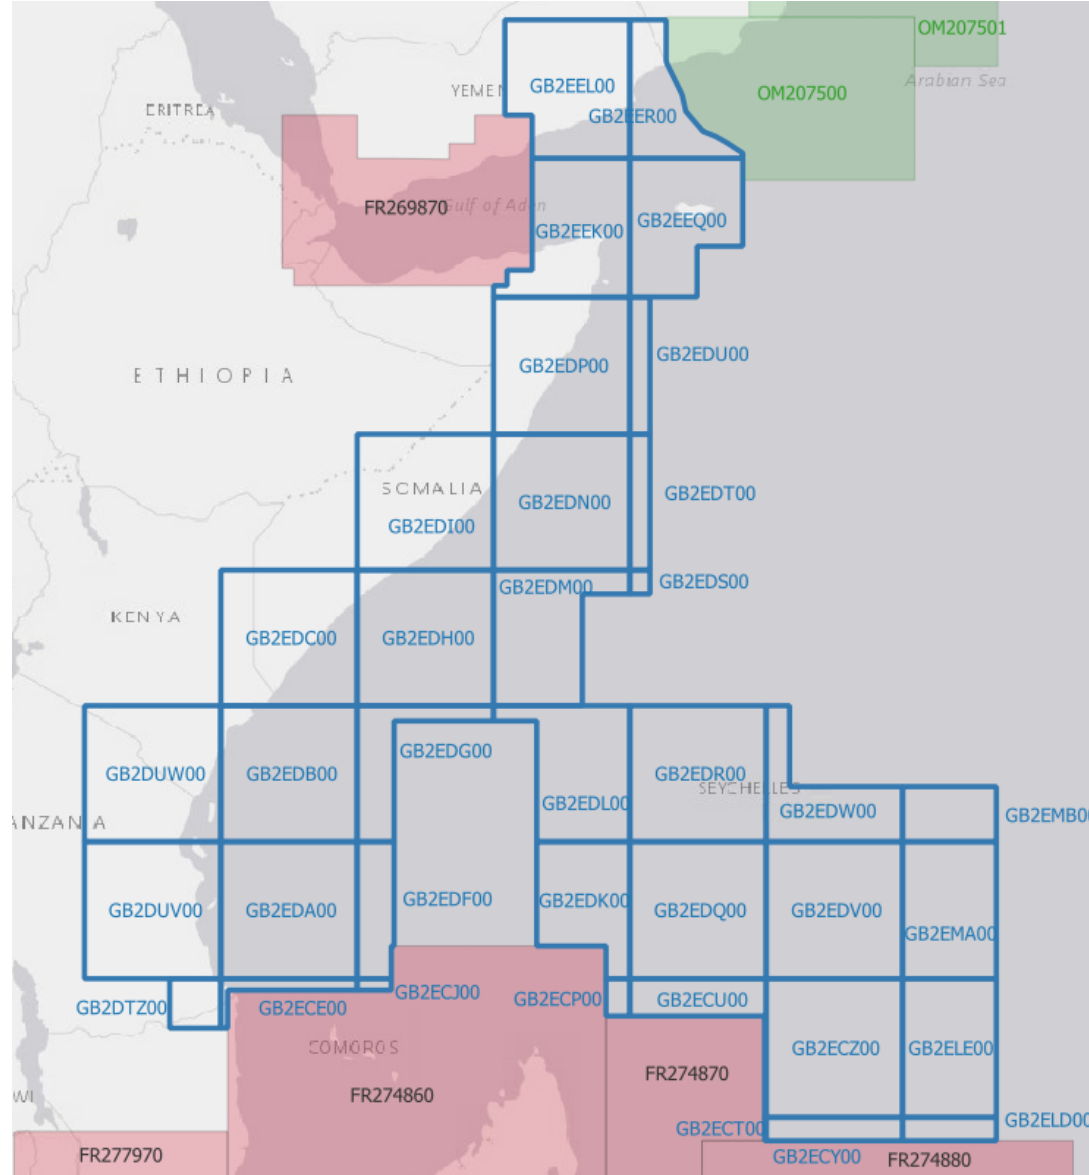 OM207501
Arabian Sea
YEMEN
GB2EEL00
OM207500
ERITREA
GB2EER00
FR269870
Gulf of Aden
GB2EEK00
GB2EEQ00
GB2EDU00
ETHIOPIA
GB2EDP00
SOMALIA
GB2EDT00
GB2EDN00
GB2EDI00
GB2EDM00
GB2EDS00
KENYA
GB2EDC00
GB2EDH00
GB2EDG00
GB2DUW00
GB2EDB00
GB2EDR00
SEYCHELLES
GB2EDL00
GB2EDW00
GB2EMB00
ANZANIA
GB2EDF00
GB2EDK00
GB2DUV00
GB2EDA00
GB2EDQ00
GB2EDV00
GB2EMA00
GB2ECJ00
GB2ECP00
GB2ECU00
GB2DTZ00
GB2ECE00
COMOROS
GB2ECZ00
GB2ELE00
FR274870
FR274860
WI
GB2ELD00
GB2ECT00
FR277970
GB2ECY00
FR274880